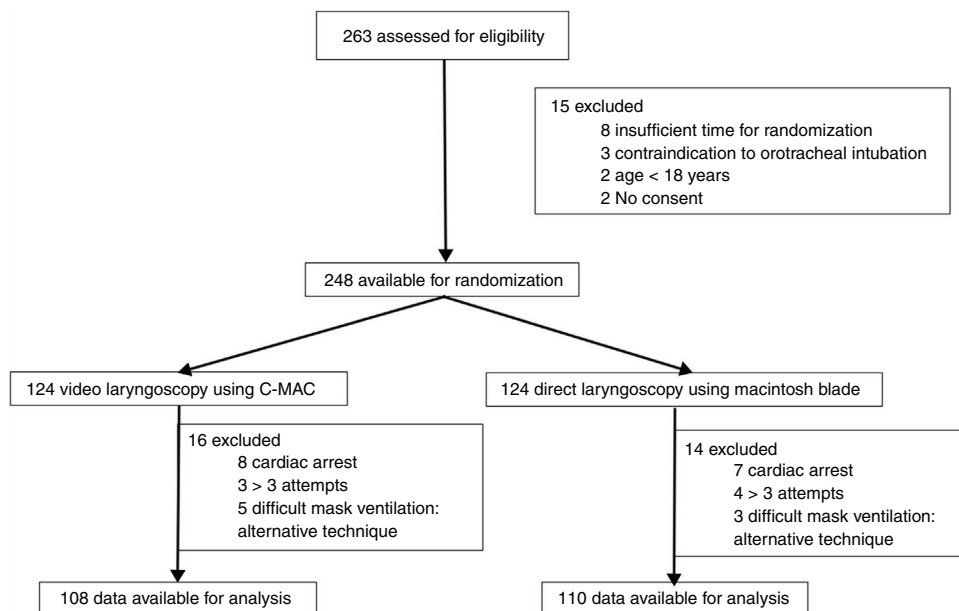 263 assessed for eligibility
15 excluded
8 insufficient time for randomization
3 contraindication to orotracheal intubation
2 age < 18 years
2 No consent
248 available for randomization
124 video laryngoscopy using C-MAC
124 direct laryngoscopy using macintosh blade
16 excluded
8 cardiac arrest
3 > 3 attempts
5 difficult mask ventilation:
alternative technique
14 excluded
7 cardiac arrest
4 > 3 attempts
3 difficult mask ventilation:
alternative technique
108 data available for analysis
110 data available for analysis